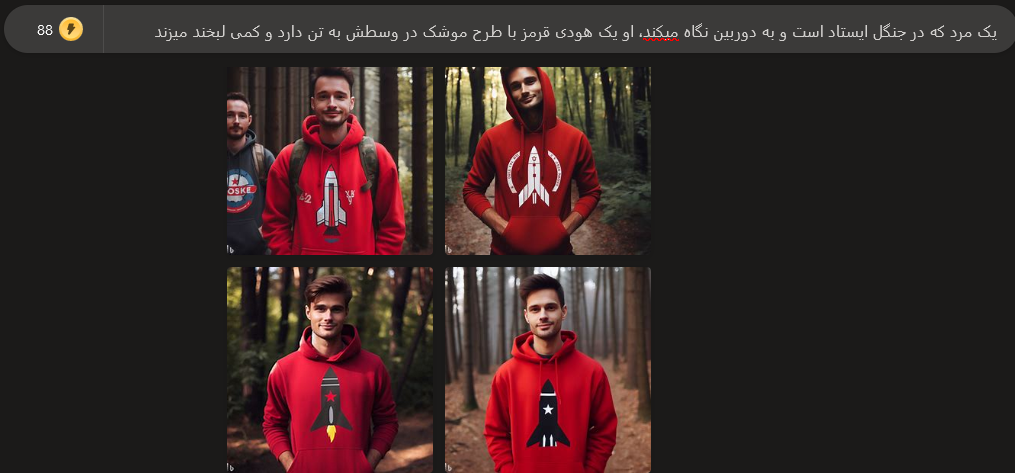 یک مرد که در جنگل ایستاد است و به دوربین نگاه میکند، او یک هودی قرمز با طرح موشک در وسطش به تن دارد و کمی لبخند میزند
88
OSKE